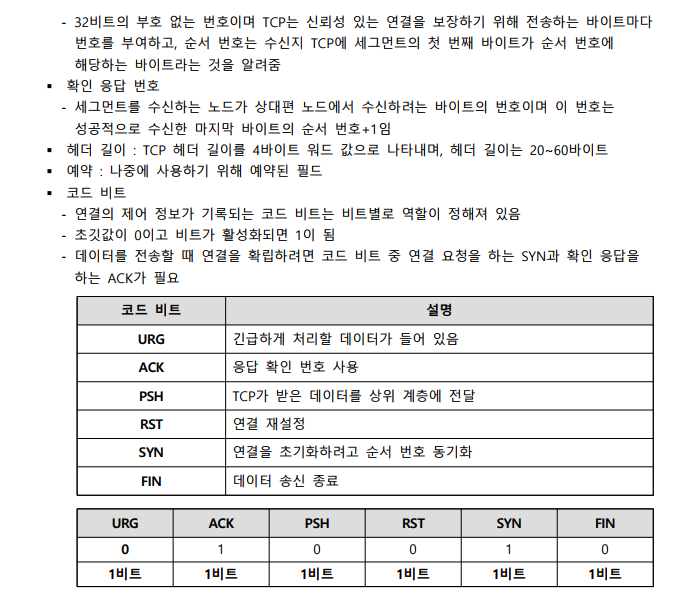 - 32비트의 부호 없는 번호이며 TCP는 신뢰성 있는 연결을 보장하기 위해 전송하는 바이트마다
번호를 부여하고, 순서 번호는 수신지 TCP에 세그먼트의 첫 번째 바이트가 순서 번호에
해당하는 바이트라는 것을 알려줌
▪ 확인 응답 번호
- 세그먼트를 수신하는 노드가 상대편 노드에서 수신하려는 바이트의 번호이며 이 번호는
성공적으로 수신한 마지막 바이트의 순서 번호+1임
▪ 헤더 길이 : TCP 헤더 길이를 4바이트 워드 값으로 나타내며, 헤더 길이는 20~60바이트
▪ 예약 : 나중에 사용하기 위해 예약된 필드
▪ 코드 비트
- 연결의 제어 정보가 기록되는 코드 비트는 비트별로 역할이 정해져 있음
- 초깃값이 0이고 비트가 활성화되면 1이 됨
- 데이터를 전송할 때 연결을 확립하려면 코드 비트 중 연결 요청을 하는 SYN과 확인 응답을
하는 ACK가 필요
코드 비트 설명
URG 긴급하게 처리할 데이터가 들어 있음
ACK 응답 확인 번호 사용
PSH TCP가 받은 데이터를 상위 계층에 전달
RST 연결 재설정
SYN 연결을 초기화하려고 순서 번호 동기화
FIN 데이터 송신 종료
URG ACK PSH RST SYN FIN
0 1 0 0 1 0
1비트 1비트 1비트 1비트 1비트 1비트